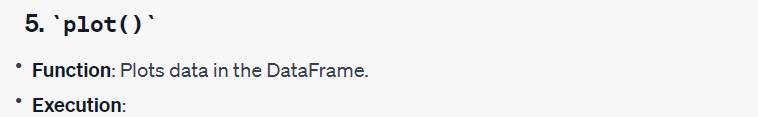 5. `plot()`
• Function: Plots data in the DataFrame.
• Execution: